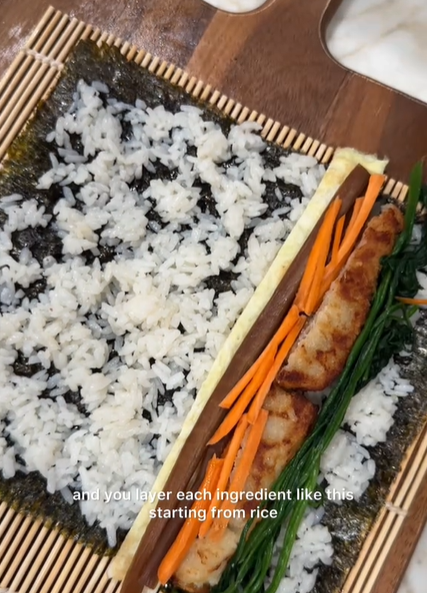 and you layer each ingredient like this
starting from rice